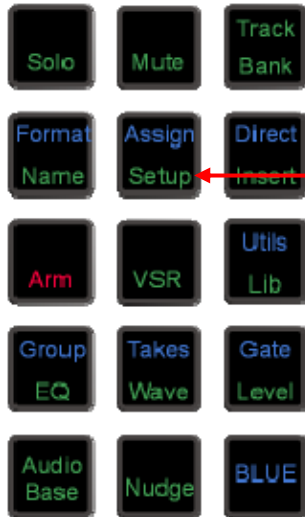 Solo
Mute
Track
Bank
Format
Name
Assign
Setup
Direct
Insert
Arm
VSR
Utils
Lib
Group
EQ
Takes
Wave
Gate
Level
Audio
Base
Nudge
BLUE